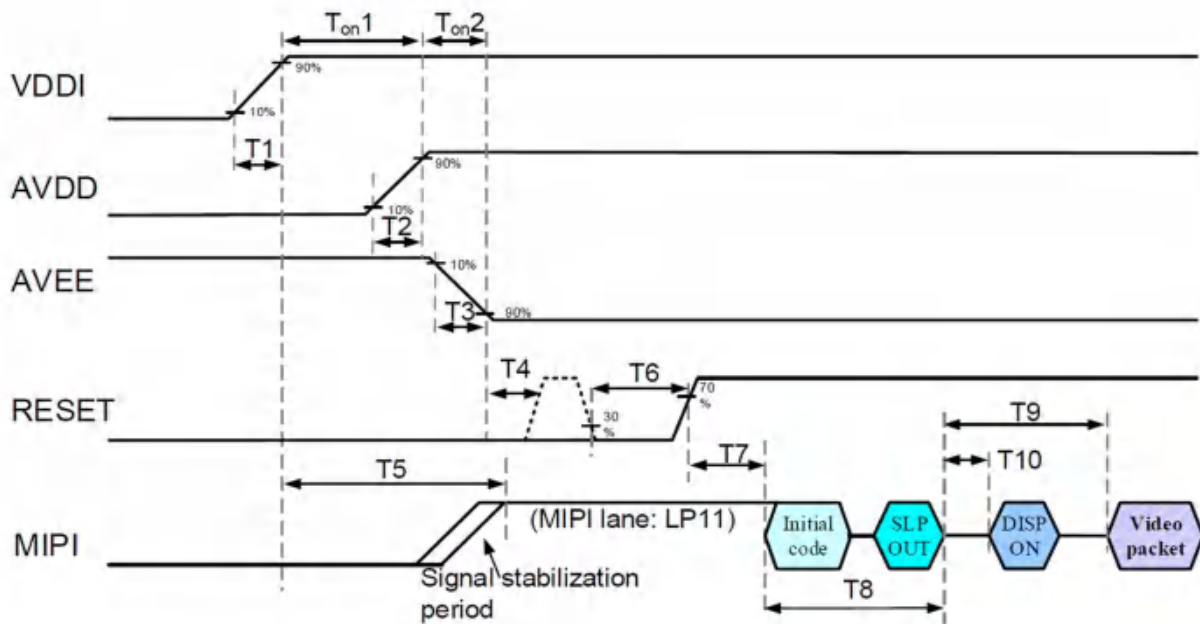 Ton1
Ton2
VDDI
90%
10%
T1
AVDD
90%
10%
T2
AVEE
10%
90%
T3
RESET
T4
T6
70
%
30
%
T9
T7
T10
T5
MIPI
(MIPI lane: LP11)
Initial
code
SLP
OUT
DISP
ON
Video
packet
Signal stabilization
period
T8